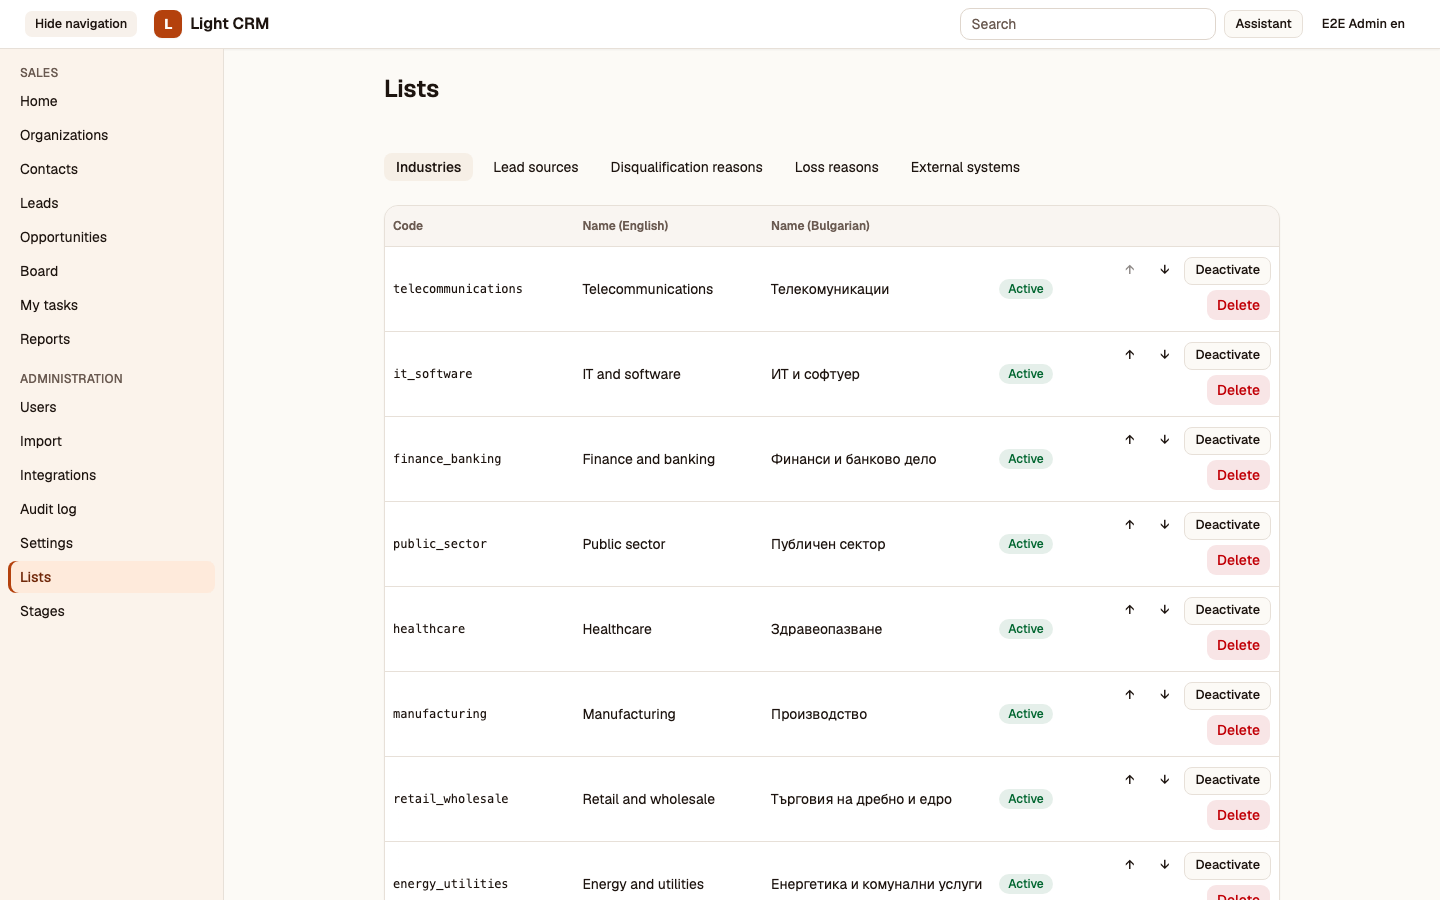 Hide navigation
L
Light CRM
Search
Assistant
E2E Admin en
SALES
Home
Organizations
Contacts
Leads
Opportunities
Board
My tasks
Reports
ADMINISTRATION
Users
Import
Integrations
Audit log
Settings
Lists
Stages
Lists
Industries Lead sources Disqualification reasons Loss reasons External systems
Code Name (English) Name (Bulgarian)
telecommunications Telecommunications Телекомуникации Active ↑ ↓ Deactivate
Delete
it_software IT and software ИТ и софтуер Active ↑ ↓ Deactivate
Delete
finance_banking Finance and banking Финанси и банково дело Active ↑ ↓ Deactivate
Delete
public_sector Public sector Публичен сектор Active ↑ ↓ Deactivate
Delete
healthcare Healthcare Здравеопазване Active ↑ ↓ Deactivate
Delete
manufacturing Manufacturing Производство Active ↑ ↓ Deactivate
Delete
retail_wholesale Retail and wholesale Търговия на дребно и едро Active ↑ ↓ Deactivate
Delete
energy_utilities Energy and utilities Енергетика и комунални услуги Active ↑ ↓ Deactivate
Delete